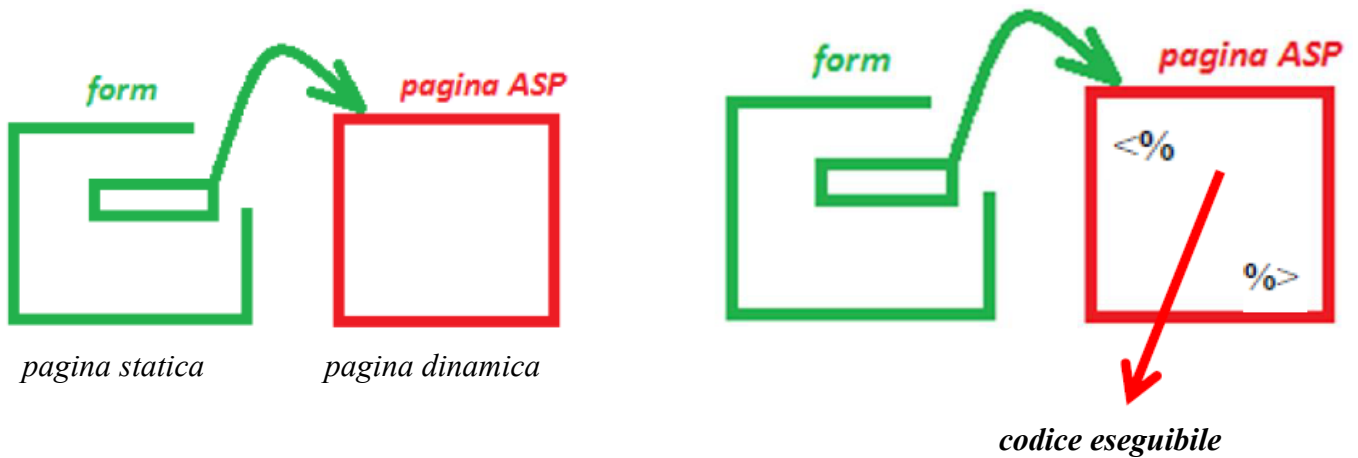 form
pagina ASP
pagina statica
pagina dinamica
form
pagina ASP
<%
%>
codice eseguibile